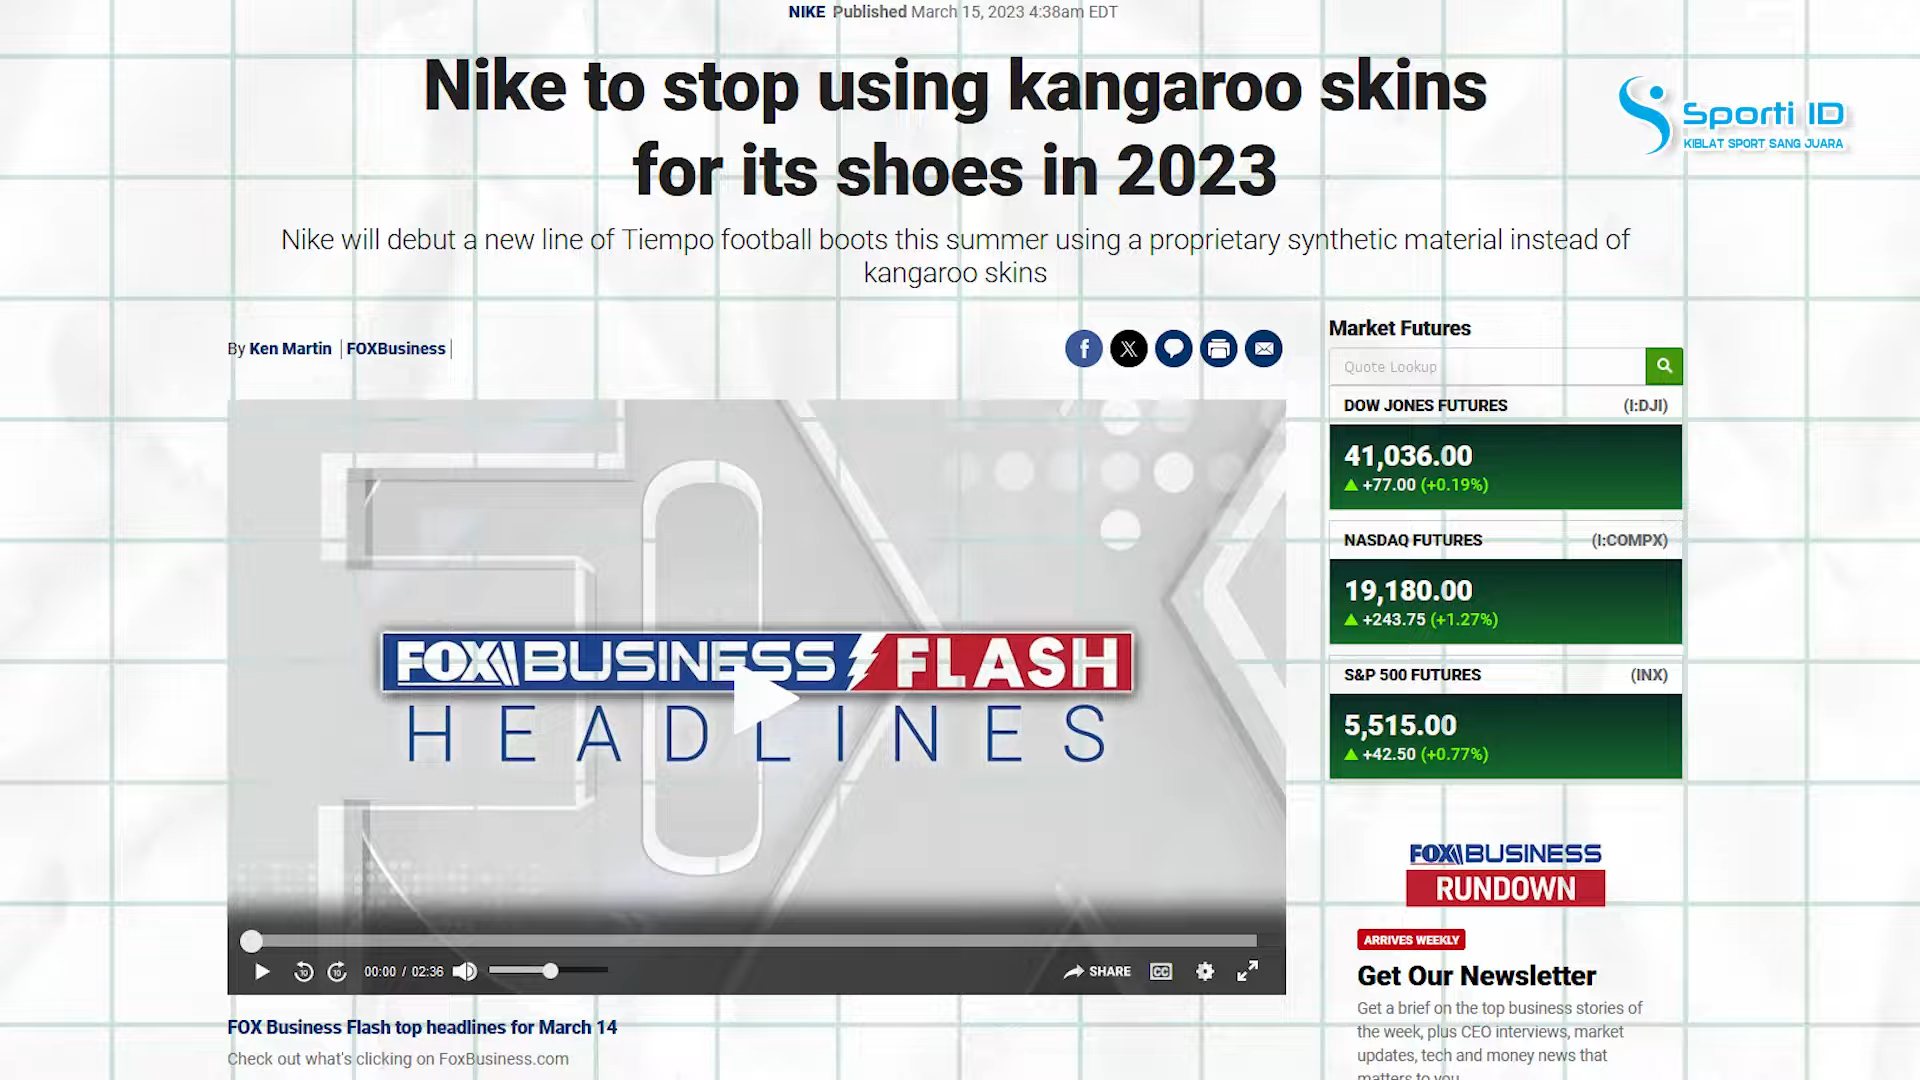 NIKE Published March 15, 2023 4:38am EDT
Nike to stop using kangaroo skins
for its shoes in 2023
Sporti ID
KIBLAT SPORT SANG JUARA
Nike will debut a new line of Tiempo football boots this summer using a proprietary synthetic material instead of
kangaroo skins
By Ken Martin | FOXBusiness |
FOX BUSINESS FLASH
HEADLINES
00:00 / 02:36
SHARE
CC
FOX Business Flash top headlines for March 14
Check out what's clicking on FoxBusiness.com
Market Futures
Quote Lookup
DOW JONES FUTURES (I:DJI)
41,036.00
▲ +77.00 (+0.19%)
NASDAQ FUTURES (I:COMPX)
19,180.00
▲ +243.75 (+1.27%)
S&P 500 FUTURES (INX)
5,515.00
▲ +42.50 (+0.77%)
FOX BUSINESS
RUNDOWN
ARRIVES WEEKLY
Get Our Newsletter
Get a brief on the top business stories of
the week, plus CEO interviews, market
updates, tech and money news that
matters to you